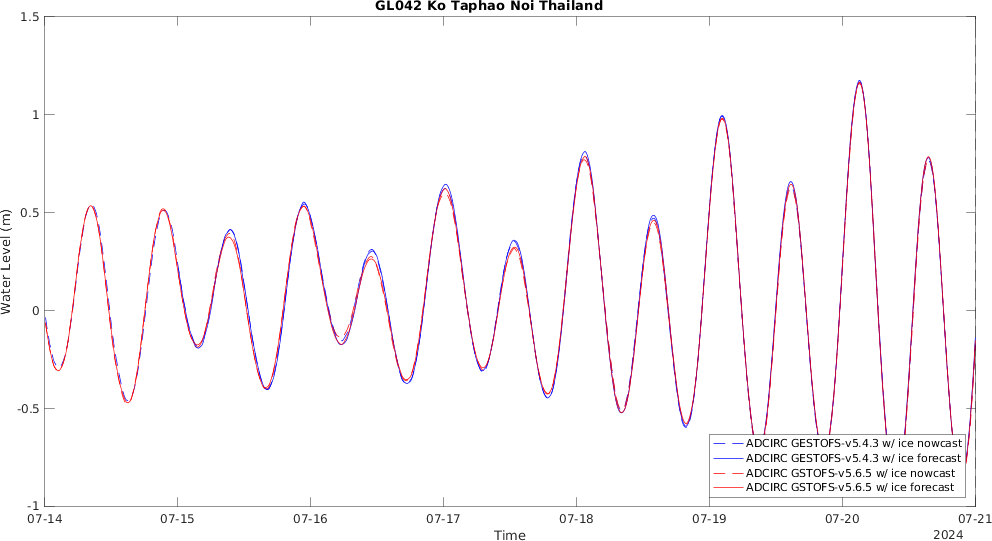 GL042 Ko Taphao Noi Thailand
1.5
1
0.5
0
-0.5
-1
Water Level (m)
ADCIRC GESTOFS-v5.4.3 w/ ice nowcast
ADCIRC GESTOFS-v5.4.3 w/ ice forecast
ADCIRC GSTOFS-v5.6.5 w/ ice nowcast
ADCIRC GSTOFS-v5.6.5 w/ ice forecast
07-14 07-15 07-16 07-17 07-18 07-19 07-20 07-21
Time
2024